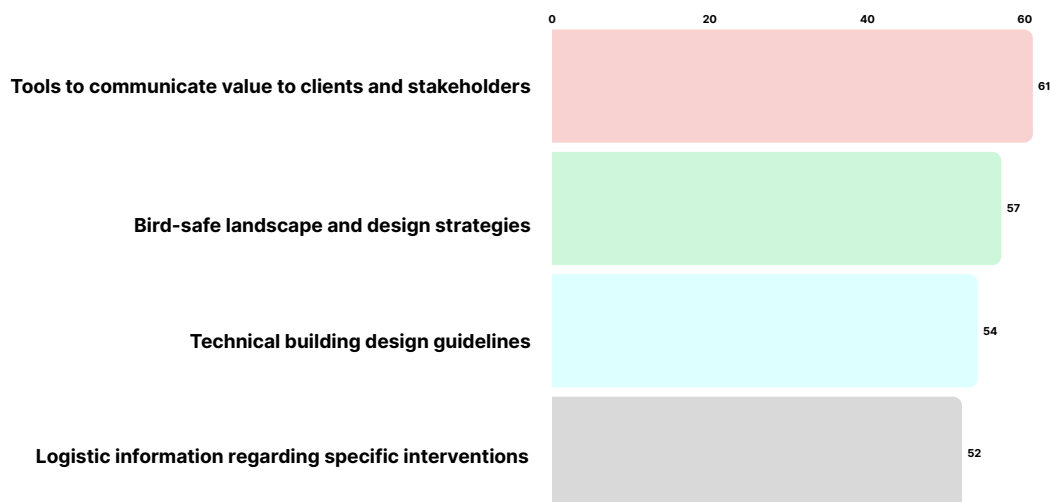 0 20 40 60
Tools to communicate value to clients and stakeholders 61
Bird-safe landscape and design strategies 57
Technical building design guidelines 54
Logistic information regarding specific interventions 52